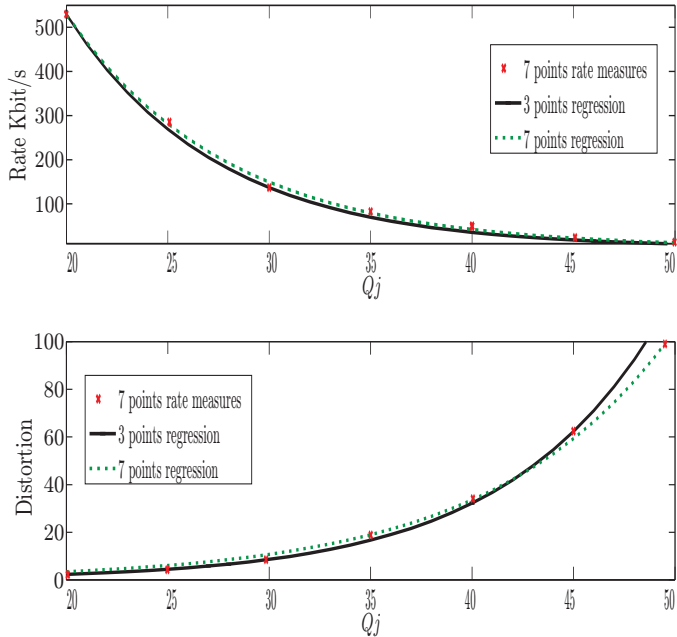 550
500
400
300
200
100
Rate Kbit/s
7 points rate measures
3 points regression
7 points regression
20 25 30 35 40 45 50
Qj
100
80
60
40
20
0
Distortion
7 points rate measures
3 points regression
7 points regression
20 25 30 35 40 45 50
Qj